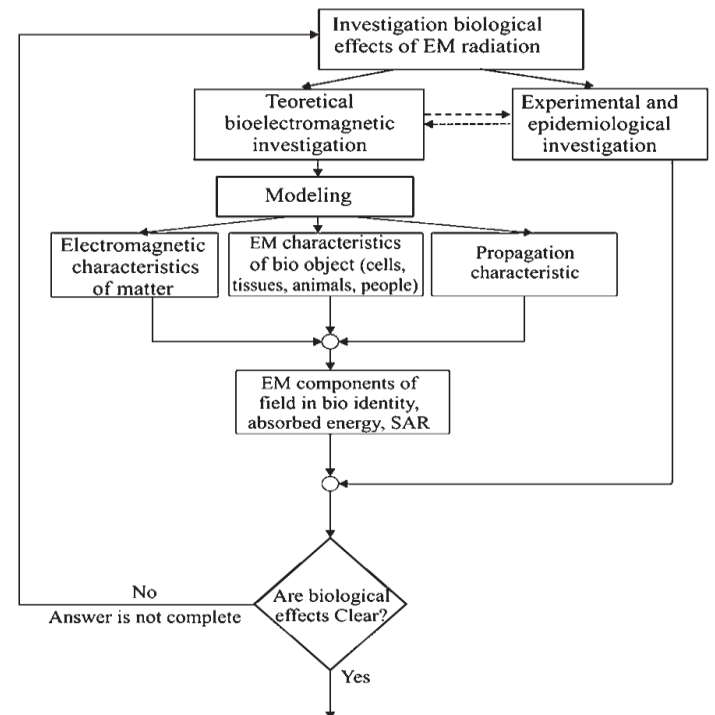 Investigation biological
effects of EM radiation
Teoretical
bioelectromagnetic
investigation
Experimental and
epidemiological
investigation
Modeling
Electromagnetic
characteristics
of matter
EM characteristics
of bio object (cells,
tissues, animals, people)
Propagation
characteristic
EM components of
field in bio identity,
absorbed energy, SAR
No
Answer is not complete
Are biological
effects Clear?
Yes